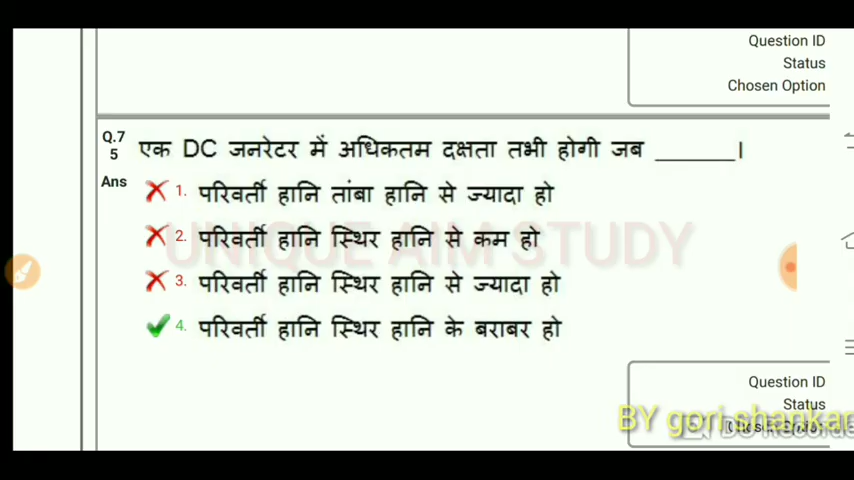 Question ID
Status
Chosen Option
Q.7
5 एक DC जनरेटर में अधिकतम दक्षता तभी होगी जब _______।
Ans
1. परिवर्ती हानि तांबा हानि से ज्यादा हो
2. परिवर्ती हानि स्थिर हानि से कम हो
UNIQUE AIM STUDY
3. परिवर्ती हानि स्थिर हानि से ज्यादा हो
4. परिवर्ती हानि स्थिर हानि के बराबर हो
Question ID
Status
BY gori shankar